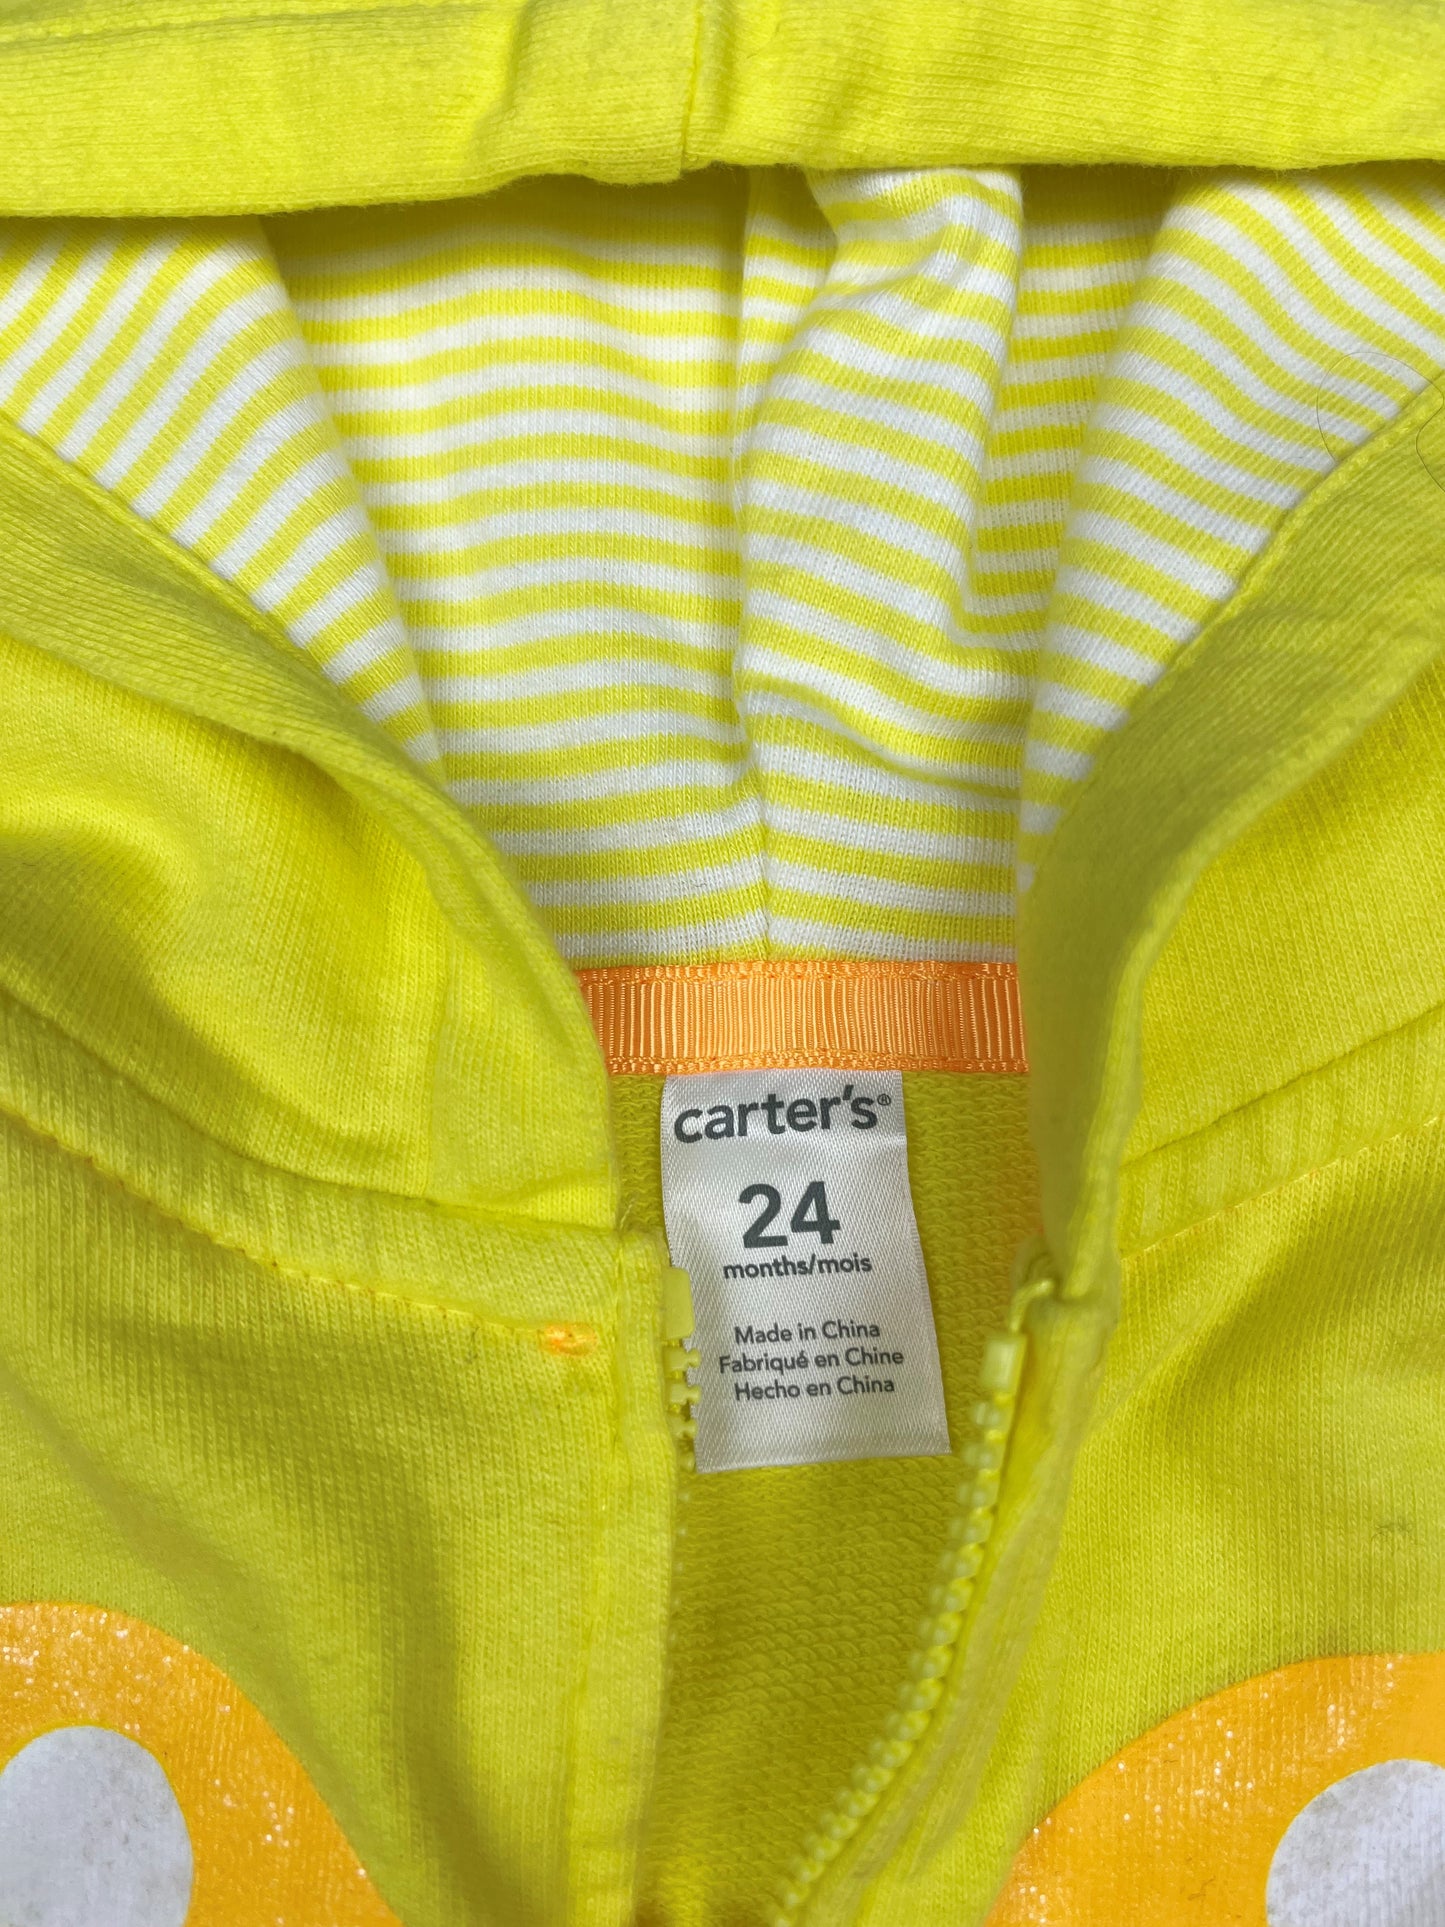 carter's®
24
months/mois
Made in China
Fabriqué en Chine
Hecho en China